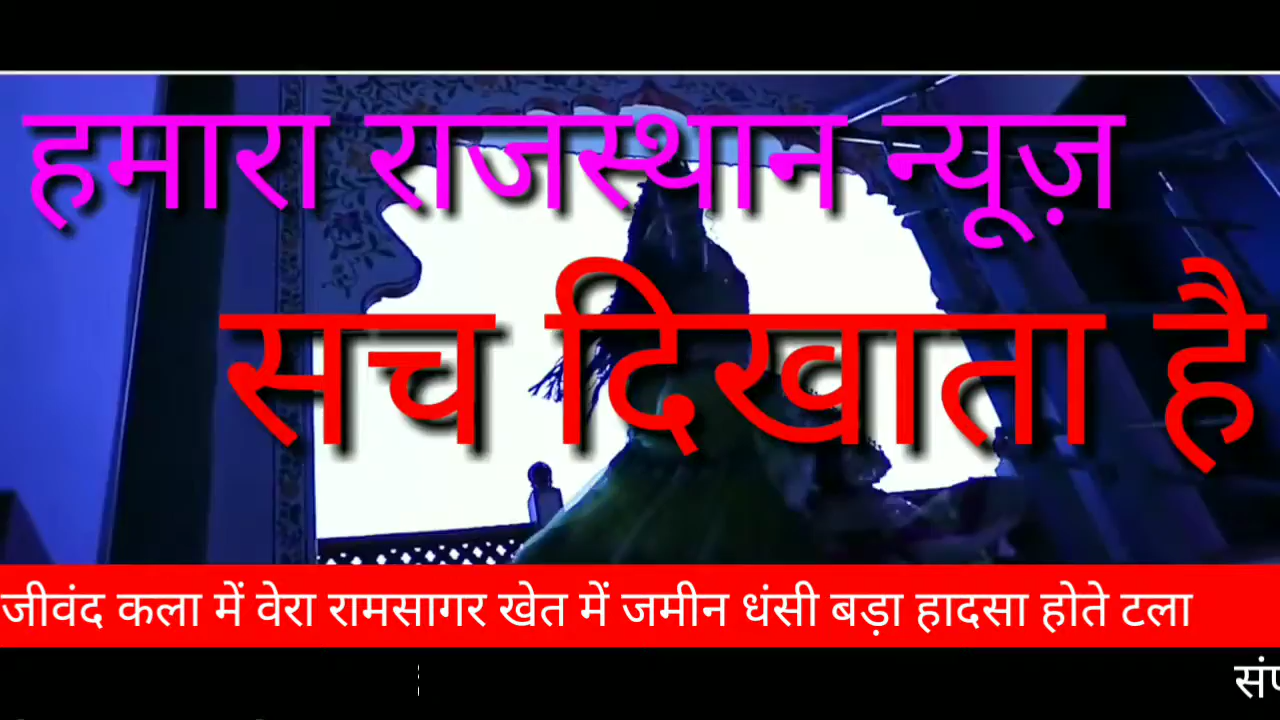 हमारा राजस्थान न्यूज़
सच दिखाता है
जीवंद कला में वेरा रामसागर खेत में जमीन धंसी बड़ा हादसा होते टला